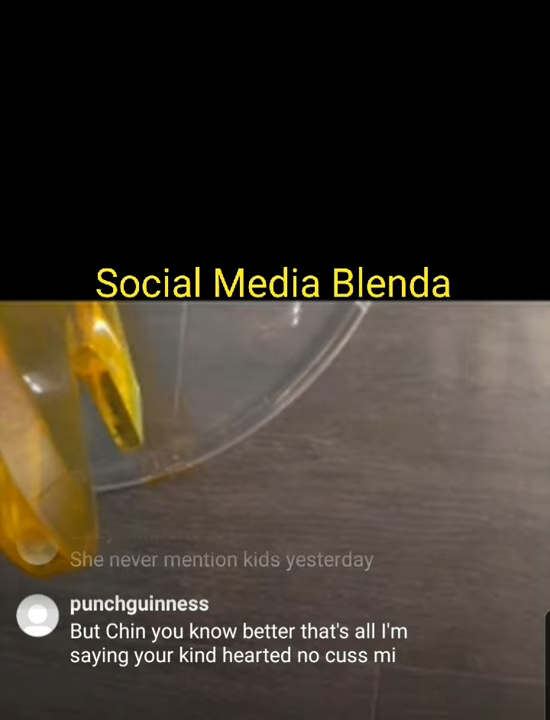 Social Media Blenda
She never mention kids yesterday
punchguinness
But Chin you know better that's all I'm
saying your kind hearted no cuss mi